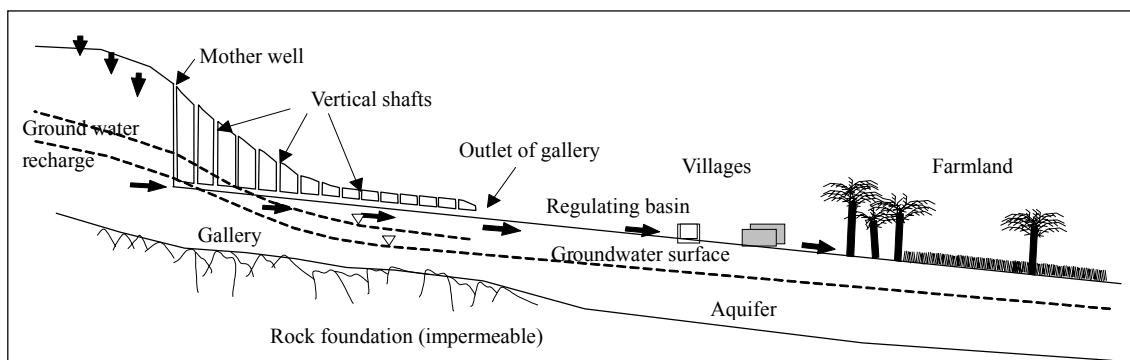 Mother well
Vertical shafts
Ground water
recharge
Outlet of gallery
Villages
Farmland
Regulating basin
Gallery
Groundwater surface
Aquifer
Rock foundation (impermeable)